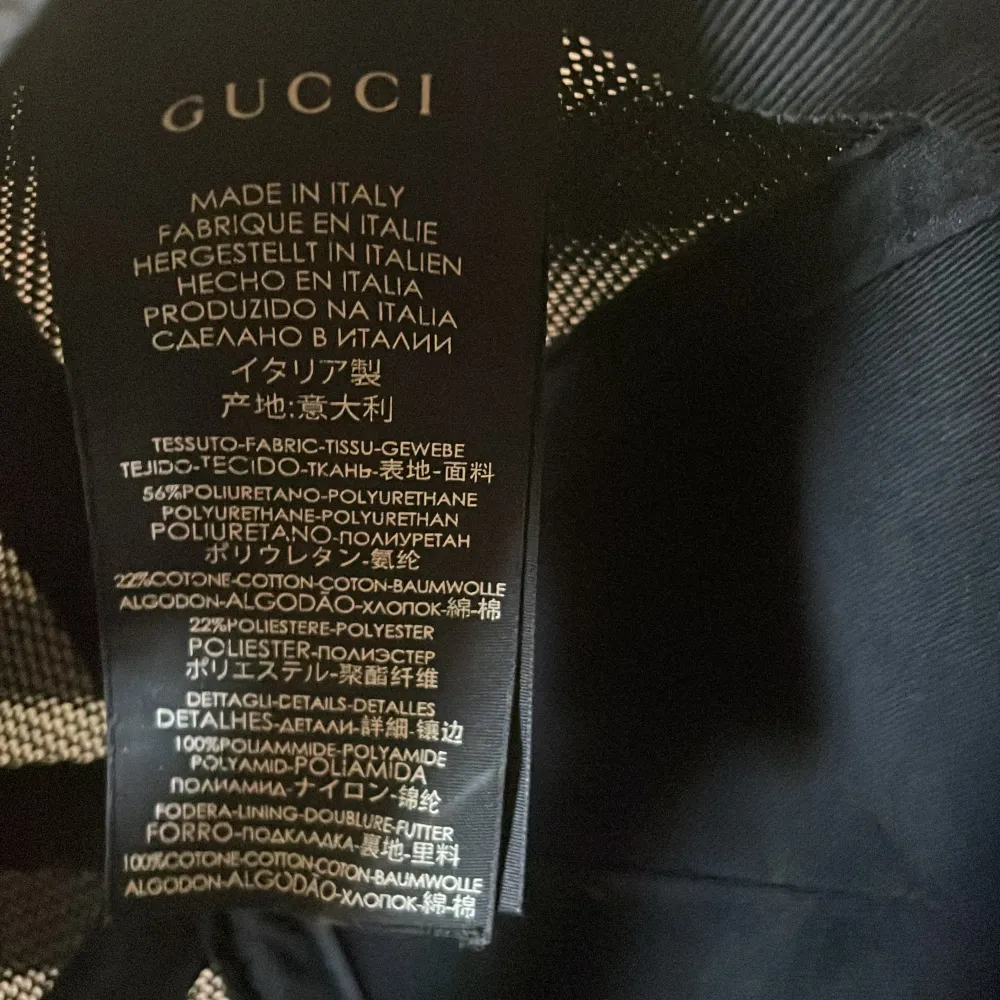 GUCCI
MADE IN ITALY
FABRIQUE EN ITALIE
HERGESTELLT IN ITALIEN
HECHO EN ITALIA
PRODUZIDO NA ITALIA
СДЕЛАНО В ИТАЛИИ
イタリア製
产地:意大利
TESSUTO-FABRIC-TISSU-GEWEBE
TEJIDO-TECIDO-ТКАНЬ-表地-面料
56%POLIURETANO-POLYURETHANE
POLYURETHANE-POLYURETHAN
POLIURETANO-ПОЛИУРЕТАН
ポリウレタン-氨纶
22%COTONE-COTTON-COTON-BAUMWOLLE
ALGODON-ALGODÃO-ХЛОПОК-綿-棉
22%POLIESTERE-POLYESTER
POLIESTER-ПОЛИЭСТЕР
ポリエステル-聚酯纤维
DETTAGLI-DETAILS-DETALLES
DETALHES-ДЕТАЛИ-詳細-镶边
100%POLIAMMIDE-POLYAMIDE
POLYAMID-POLIAMIDA
ПОЛИАМИД-ナイロン-锦纶
FODERA-LINING-DOUBLURE-FUTTER
FORRO-ПОДКЛАДКА-裏地-里料
100%COTONE-COTTON-COTON-BAUMWOLLE
ALGODON-ALGODÃO-ХЛОПОК-綿-棉